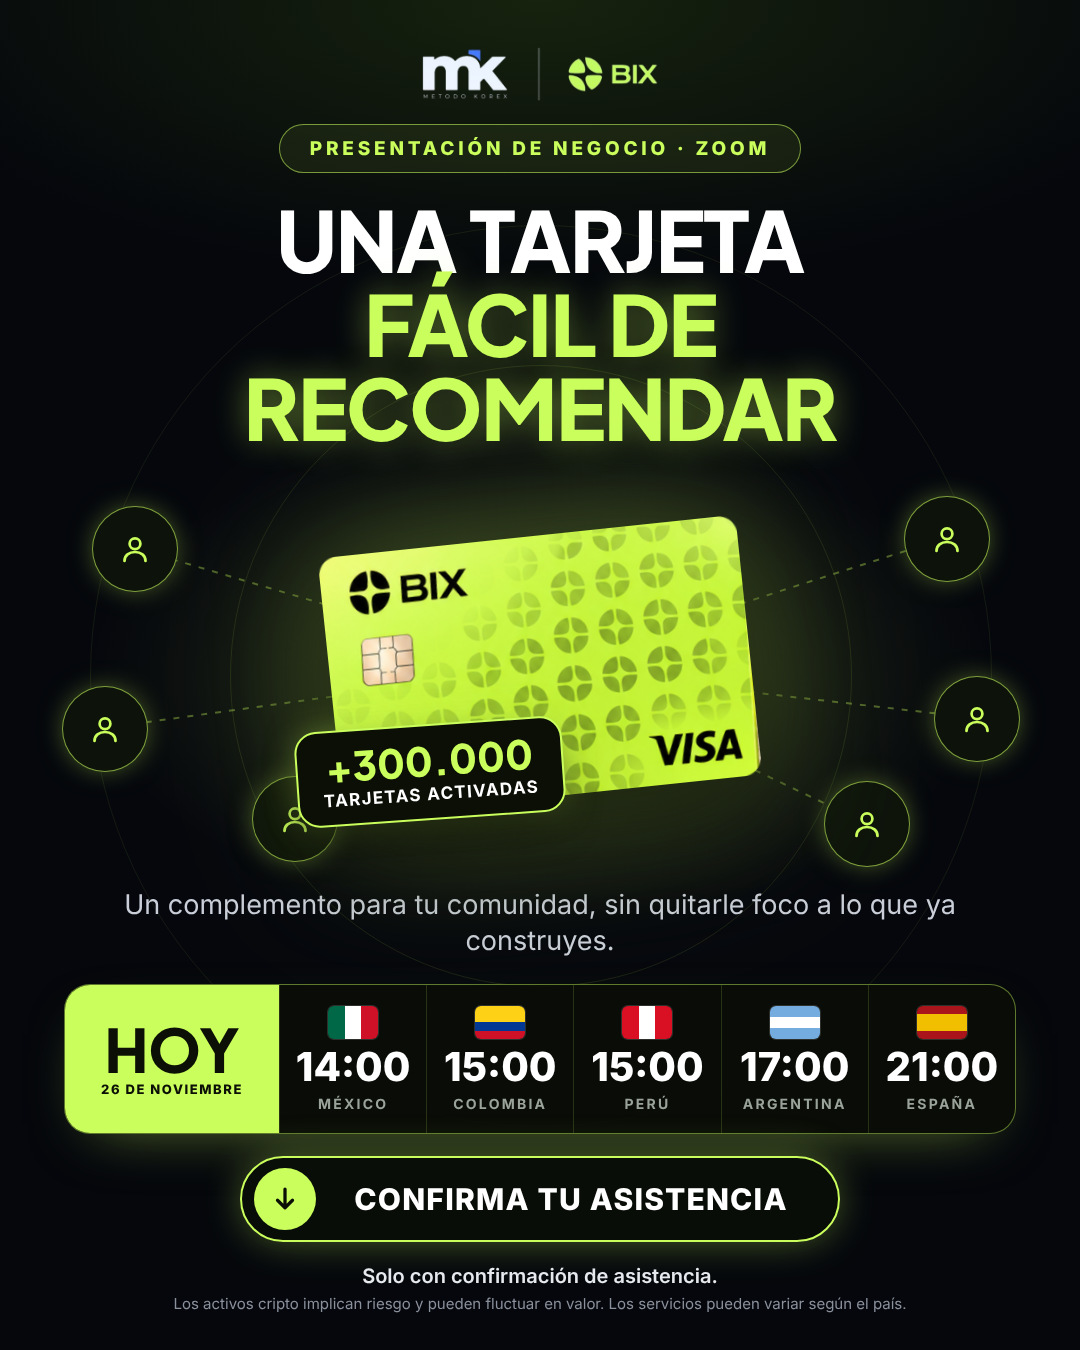 mk
METODO KOREX
BIX
PRESENTACIÓN DE NEGOCIO · ZOOM
UNA TARJETA
FÁCIL DE
RECOMENDAR
BIX
VISA
+300.000
TARJETAS ACTIVADAS
Un complemento para tu comunidad, sin quitarle foco a lo que ya
construyes.
HOY
26 DE NOVIEMBRE
14:00
MÉXICO
15:00
COLOMBIA
15:00
PERÚ
17:00
ARGENTINA
21:00
ESPAÑA
CONFIRMA TU ASISTENCIA
Solo con confirmación de asistencia.
Los activos cripto implican riesgo y pueden fluctuar en valor. Los servicios pueden variar según el país.